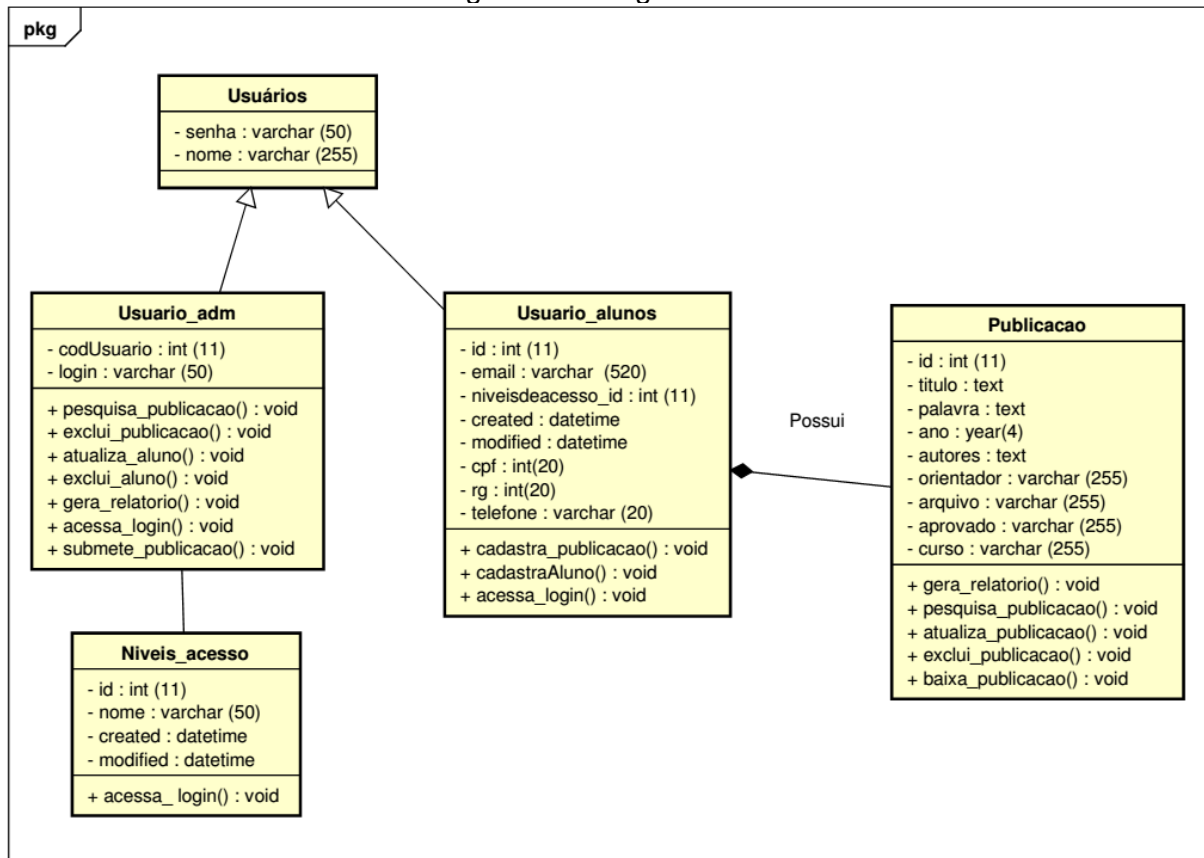 pkg
Usuários
- senha : varchar (50)
- nome : varchar (255)
Usuario_adm
- codUsuario : int (11)
- login : varchar (50)
+ pesquisa_publicacao() : void
+ exclui_publicacao() : void
+ atualiza_aluno() : void
+ exclui_aluno() : void
+ gera_relatorio() : void
+ acessa_login() : void
+ submete_publicacao() : void
Usuario_alunos
- id : int (11)
- email : varchar  (520)
- niveisdeacesso_id : int (11)
- created : datetime
- modified : datetime
- cpf : int(20)
- rg : int(20)
- telefone : varchar (20)
+ cadastra_publicacao() : void
+ cadastraAluno() : void
+ acessa_login() : void
Possui
Publicacao
- id : int (11)
- titulo : text
- palavra : text
- ano : year(4)
- autores : text
- orientador : varchar (255)
- arquivo : varchar (255)
- aprovado : varchar (255)
- curso : varchar (255)
+ gera_relatorio() : void
+ pesquisa_publicacao() : void
+ atualiza_publicacao() : void
+ exclui_publicacao() : void
+ baixa_publicacao() : void
Niveis_acesso
- id : int (11)
- nome : varchar (50)
- created : datetime
- modified : datetime
+ acessa_ login() : void